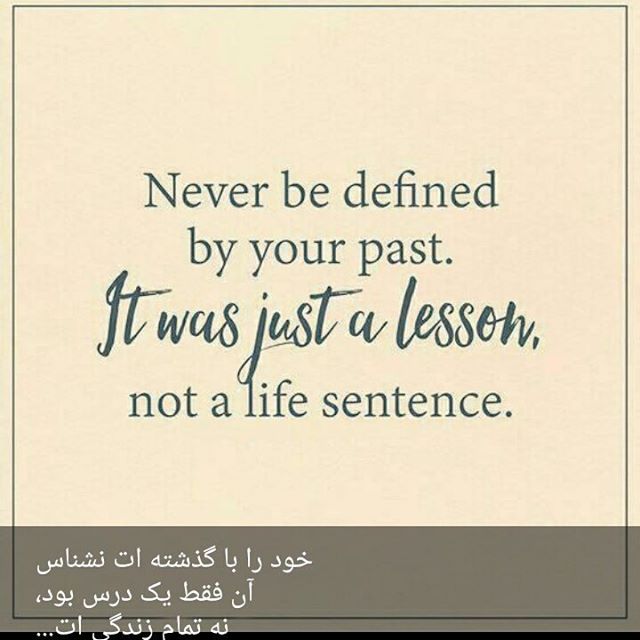 Never be defined
by your past.
It was just a lesson,
not a life sentence.
خود را با گذشته ات نشناس
آن فقط یک درس بود،
نه تمام زندگی ات...